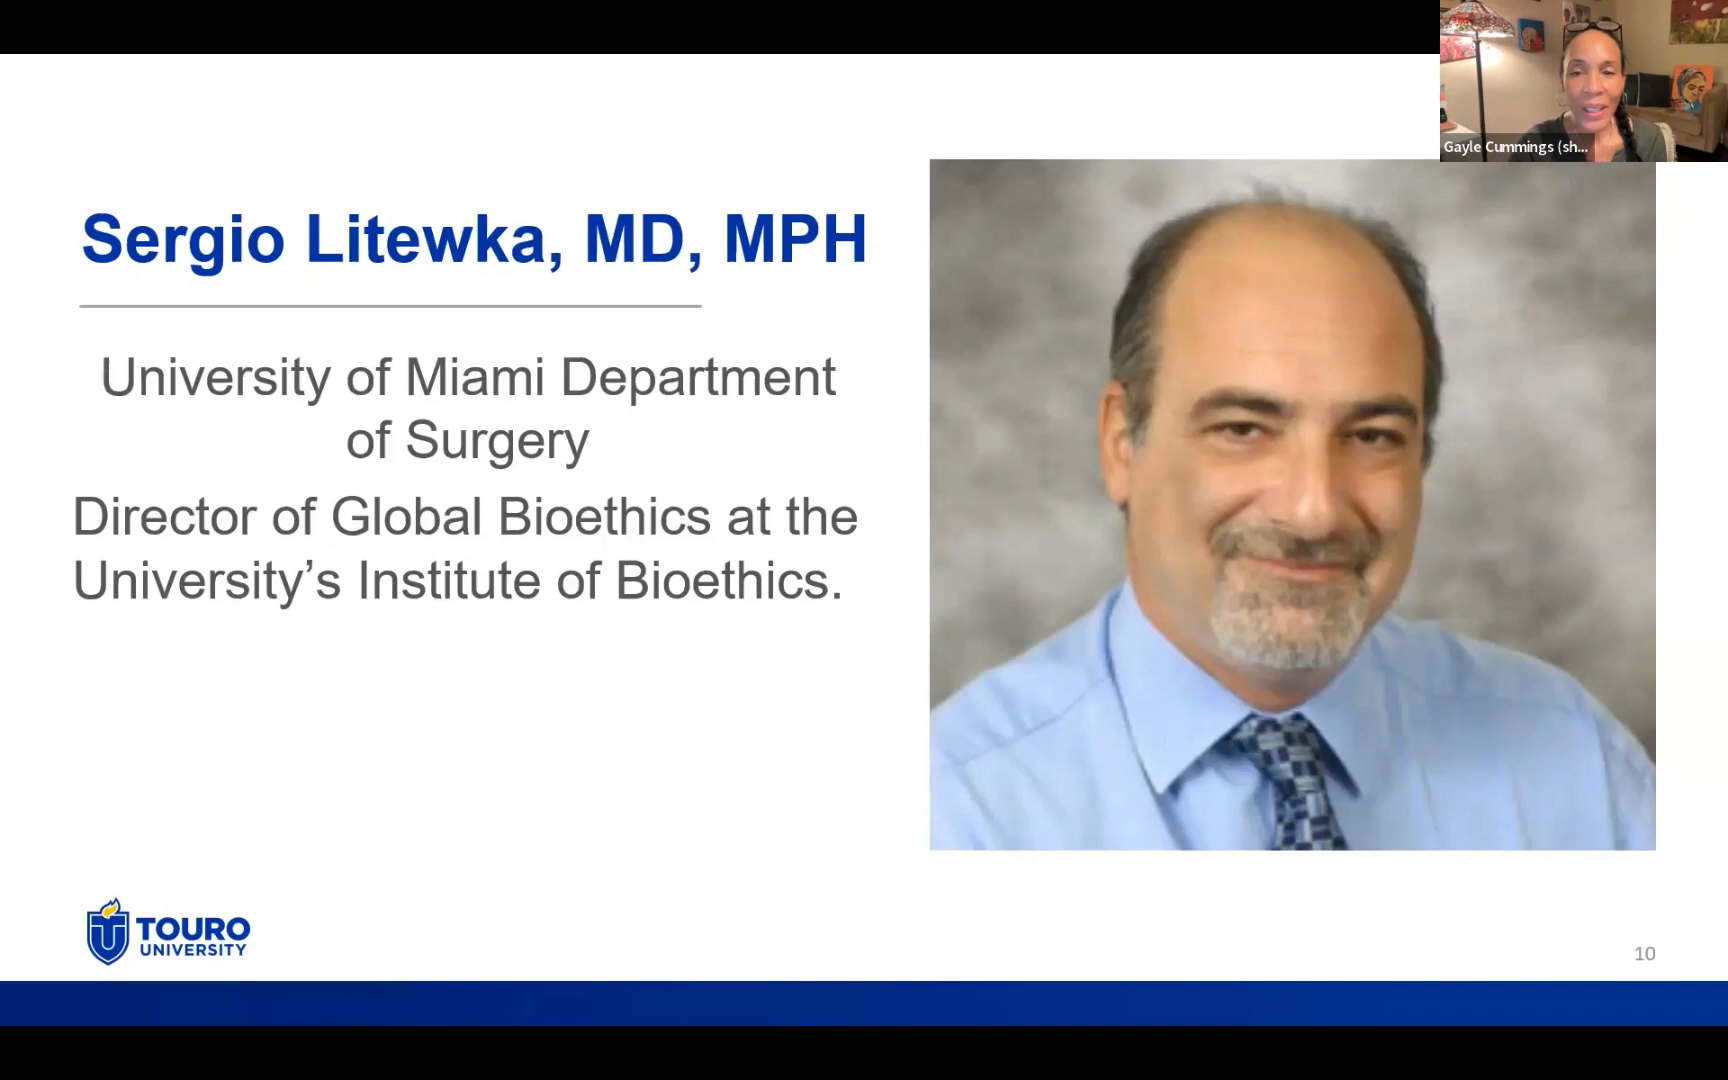 Gayle Cummings (sh...
Sergio Litewka, MD, MPH
University of Miami Department
of Surgery
Director of Global Bioethics at the
University’s Institute of Bioethics.
TOURO
UNIVERSITY
10